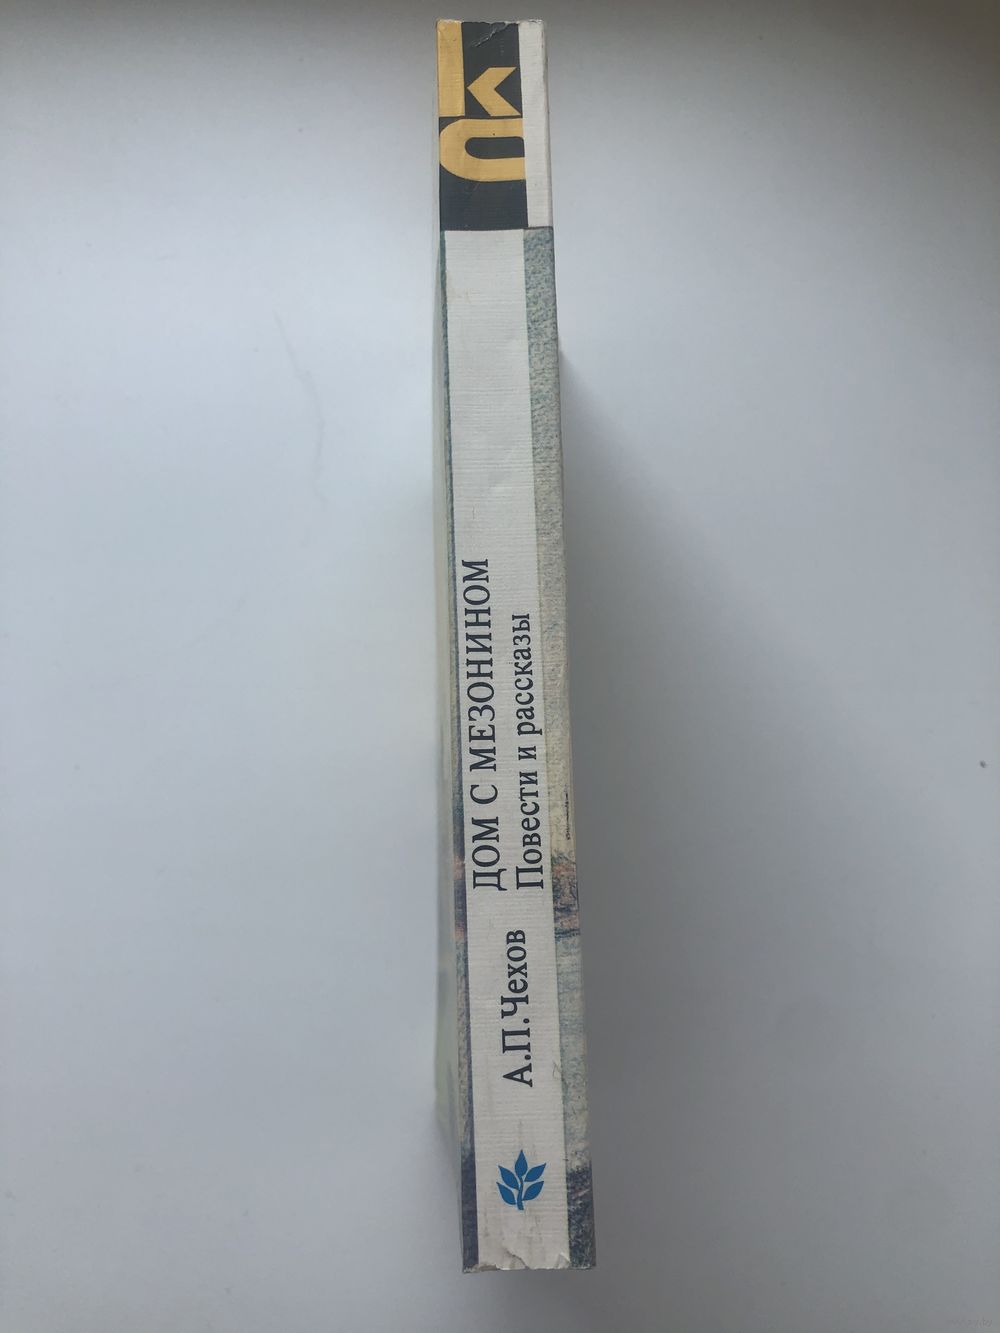 А.П.Чехов
ДОМ С МЕЗОНИНОМ
Повести и рассказы